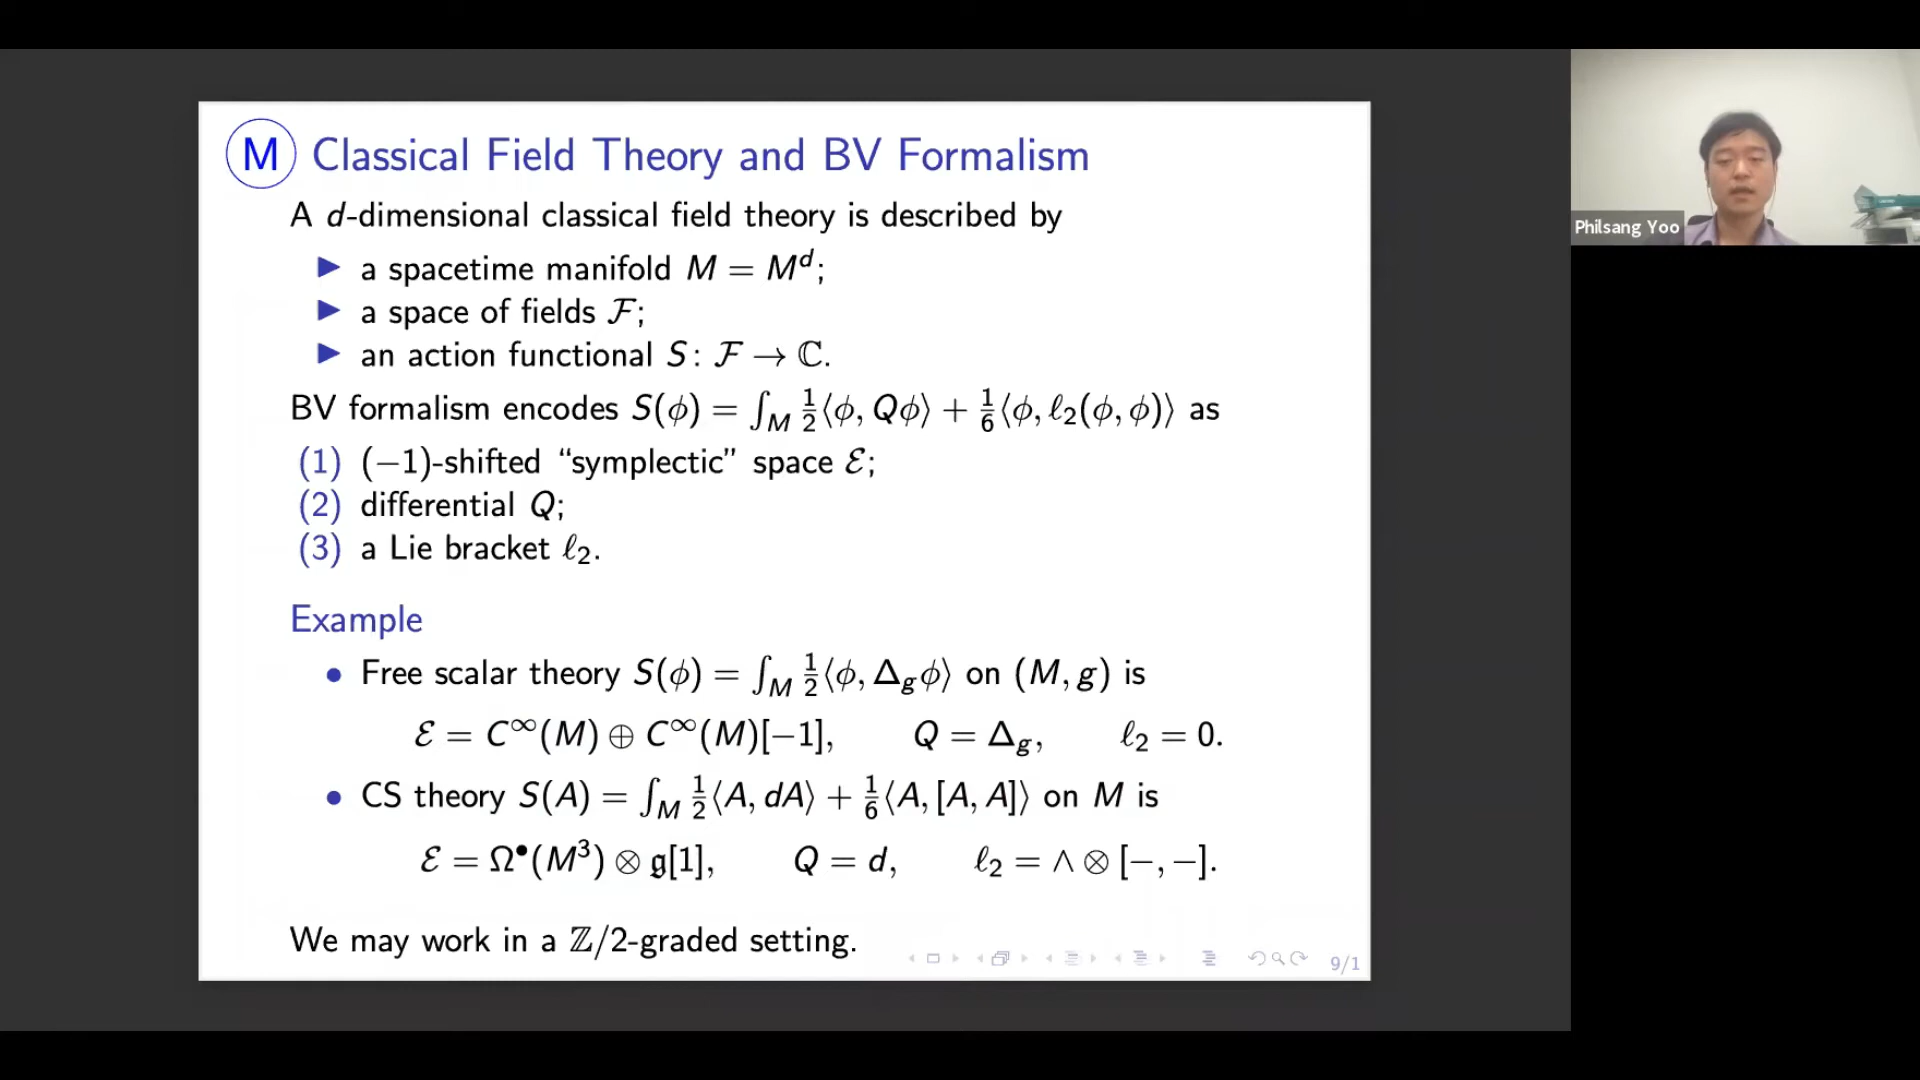 M Classical Field Theory and BV Formalism
A d-dimensional classical field theory is described by
▶ a spacetime manifold M = M^d;
▶ a space of fields ℱ;
▶ an action functional S: ℱ → ℂ.
BV formalism encodes S(ϕ) = ∫_M ½⟨ϕ, Qϕ⟩ + ⅙⟨ϕ, ℓ₂(ϕ, ϕ)⟩ as
(1) (−1)-shifted “symplectic” space ℰ;
(2) differential Q;
(3) a Lie bracket ℓ₂.
Example
• Free scalar theory S(ϕ) = ∫_M ½⟨ϕ, Δ_g ϕ⟩ on (M, g) is
ℰ = C^∞(M) ⊕ C^∞(M)[−1], Q = Δ_g, ℓ₂ = 0.
• CS theory S(A) = ∫_M ½⟨A, dA⟩ + ⅙⟨A, [A, A]⟩ on M is
ℰ = Ω^•(M³) ⊗ 𝔤[1], Q = d, ℓ₂ = ∧ ⊗ [−, −].
We may work in a ℤ/2-graded setting.
9/1
Philsang Yoo